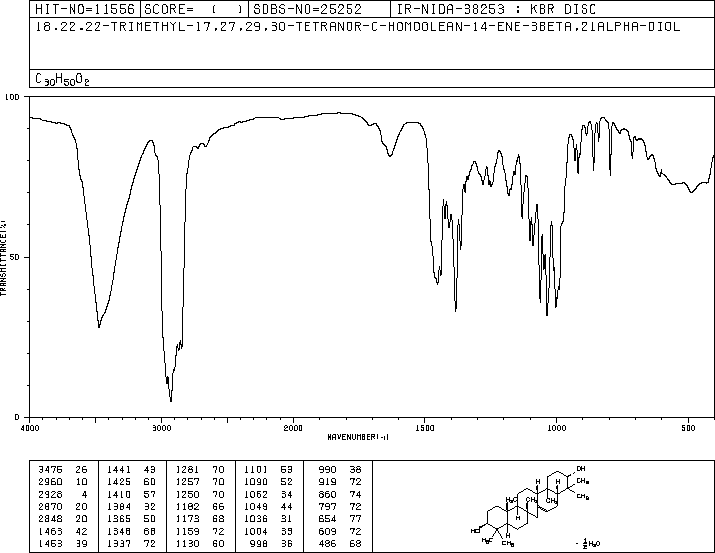 HIT-NO=11556 SCORE= ( ) SDBS-NO=25252 IR-NIDA-38253 : KBR DISC
18,22,22-TRIMETHYL-17,27,29,30-TETRANOR-C-HOMOOLEAN-14-ENE-3BETA,21ALPHA-DIOL
C30H50O2
100
50
0
TRANSMITTANCE(%)
4000 3000 2000 1500 1000 500
WAVENUMBER(-1)
3475 26 1441 49 1281 70 1101 53 990 38
2960 10 1425 60 1257 70 1090 52 919 72
2928 4 1410 57 1250 70 1062 34 860 74
2870 20 1384 32 1182 66 1049 44 797 72
2848 20 1365 50 1173 68 1036 31 654 77
1463 42 1348 68 1159 72 1004 39 609 72
1453 39 1337 72 1130 60 998 36 486 68
OH
CH3
CH3
H
CH3
CH3
CH3
H
H
H
HO
H
H3C
CH3
· 1/2 H2O